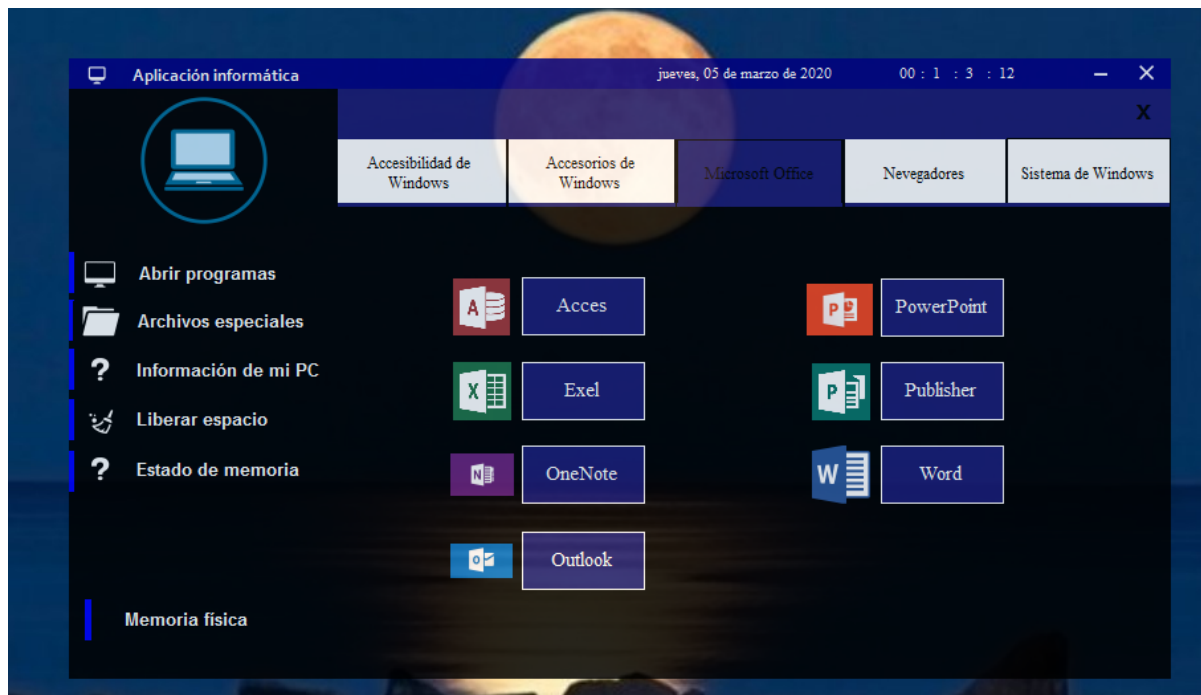 Aplicación informática
jueves, 05 de marzo de 2020
00 : 1 : 3 : 12
X
Accesibilidad de
Windows
Accesorios de
Windows
Microsoft Office
Nevegadores
Sistema de Windows
Abrir programas
Archivos especiales
Información de mi PC
Liberar espacio
Estado de memoria
Memoria física
A
Acces
P
PowerPoint
X
Exel
P
Publisher
N
OneNote
W
Word
O
Outlook